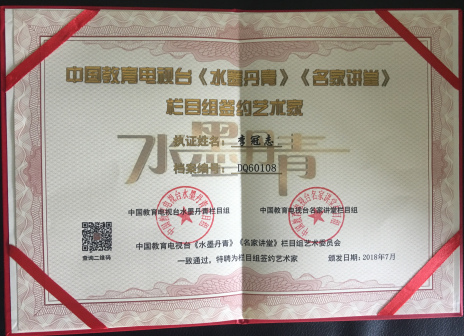 中国教育电视台《水墨丹青》《名家讲堂》
栏目组签约艺术家
水墨丹青
认证姓名：李冠志
档案编号：DQ60108
中国教育电视台水墨丹青栏目组 中国教育电视台名家讲堂栏目组
查询二维码
中国教育电视台《水墨丹青》《名家讲堂》栏目组艺术委员会
一致通过，特聘为栏目组签约艺术家 颁发日期：2018年7月